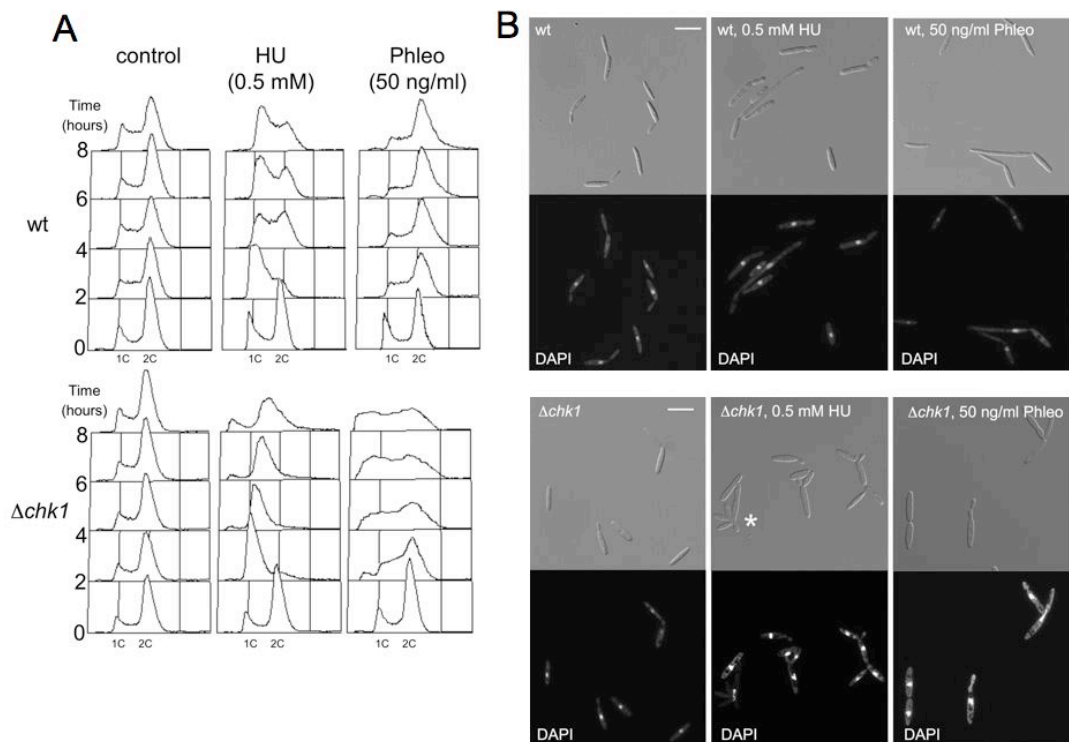 A
control
HU
(0.5 mM)
Phleo
(50 ng/ml)
Time
(hours)
8
6
4
2
0
wt
1C 2C 1C 2C 1C 2C
Time
(hours)
8
6
4
2
0
Δchk1
1C 2C 1C 2C 1C 2C
B
wt
wt, 0.5 mM HU
wt, 50 ng/ml Phleo
DAPI
DAPI
DAPI
Δchk1
Δchk1, 0.5 mM HU
Δchk1, 50 ng/ml Phleo
*
DAPI
DAPI
DAPI